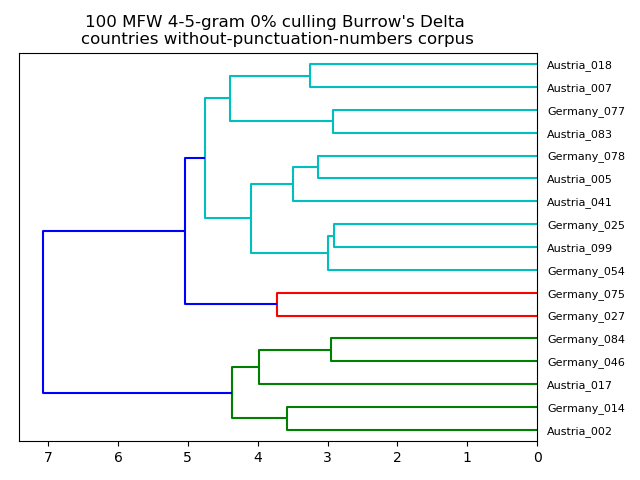 100 MFW 4-5-gram 0% culling Burrow's Delta
countries without-punctuation-numbers corpus
Austria_018
Austria_007
Germany_077
Austria_083
Germany_078
Austria_005
Austria_041
Germany_025
Austria_099
Germany_054
Germany_075
Germany_027
Germany_084
Germany_046
Austria_017
Germany_014
Austria_002
7 6 5 4 3 2 1 0